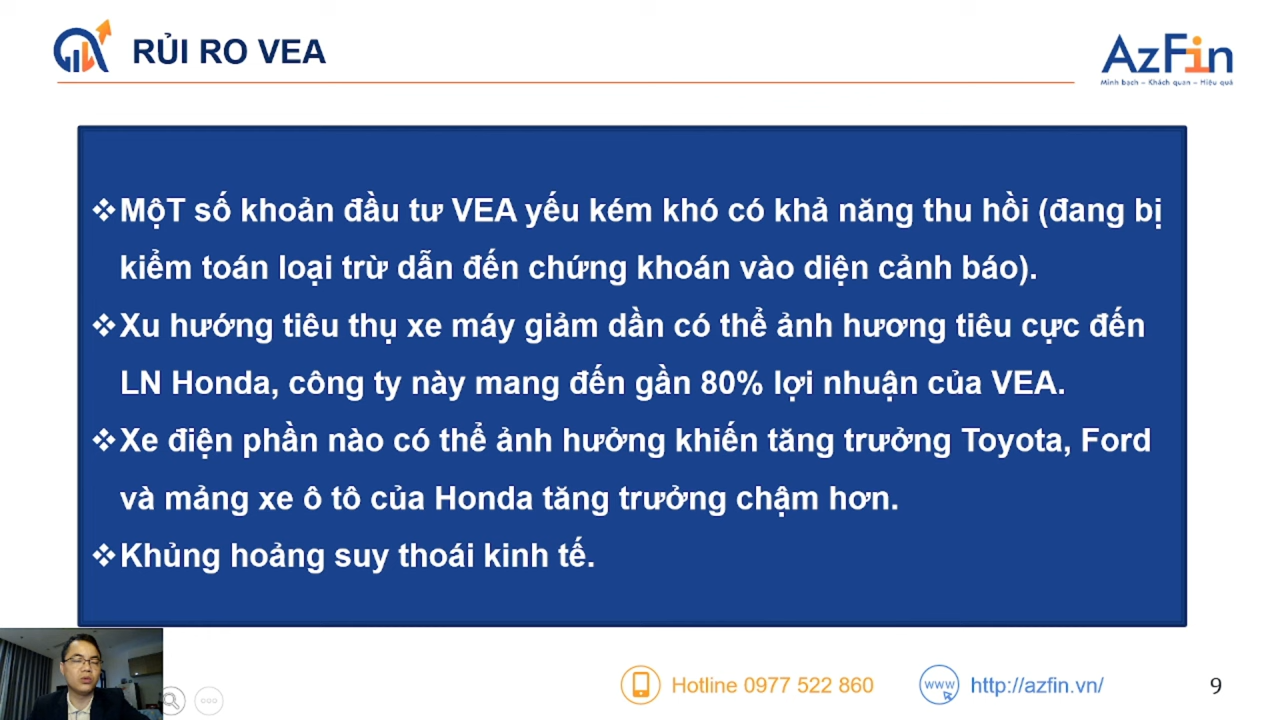 RỦI RO VEA
AzFin
Minh bạch – Khách quan – Hiệu quả
❖MộT số khoản đầu tư VEA yếu kém khó có khả năng thu hồi (đang bị
kiểm toán loại trừ dẫn đến chứng khoán vào diện cảnh báo).
❖Xu hướng tiêu thụ xe máy giảm dần có thể ảnh hương tiêu cực đến
LN Honda, công ty này mang đến gần 80% lợi nhuận của VEA.
❖Xe điện phần nào có thể ảnh hưởng khiến tăng trưởng Toyota, Ford
và mảng xe ô tô của Honda tăng trưởng chậm hơn.
❖Khủng hoảng suy thoái kinh tế.
Hotline 0977 522 860
www
http://azfin.vn/
9